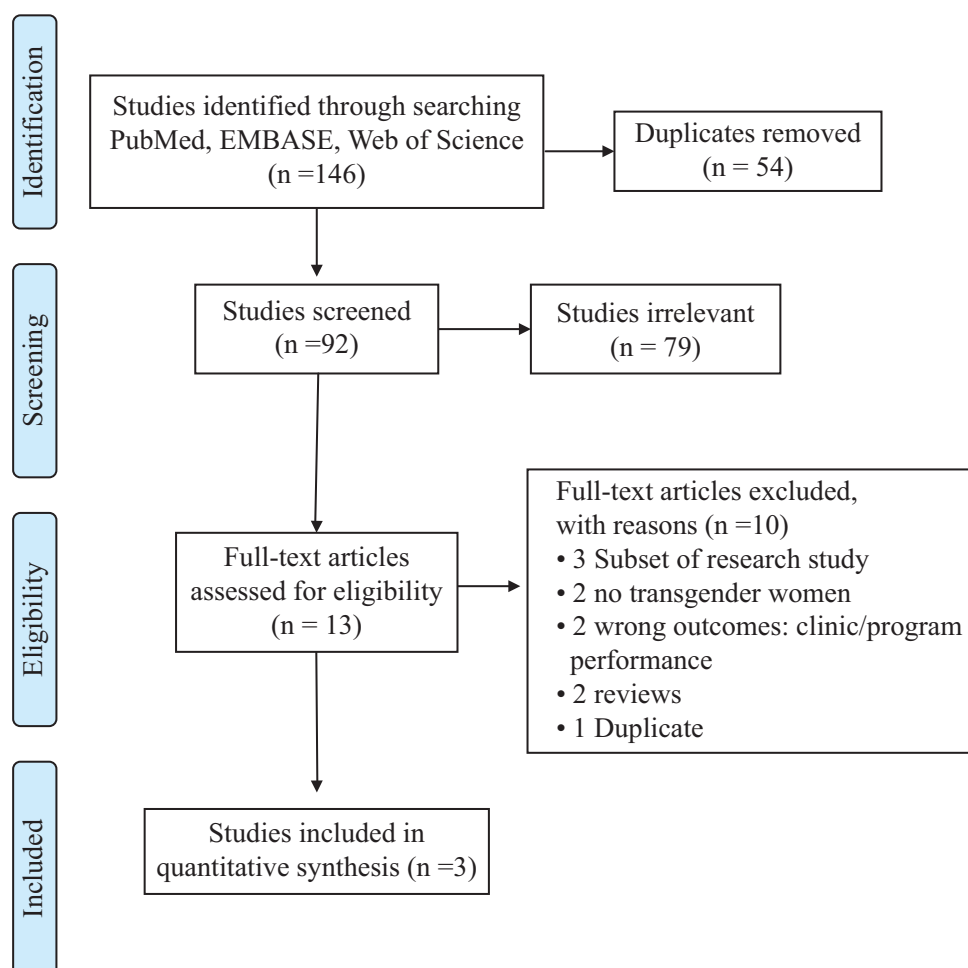 Identification
Studies identified through searching
PubMed, EMBASE, Web of Science
(n =146)
Duplicates removed
(n = 54)
Screening
Studies screened
(n =92)
Studies irrelevant
(n = 79)
Eligibility
Full-text articles
assessed for eligibility
(n = 13)
Full-text articles excluded,
with reasons (n =10)
• 3 Subset of research study
• 2 no transgender women
• 2 wrong outcomes: clinic/program
performance
• 2 reviews
• 1 Duplicate
Included
Studies included in
quantitative synthesis (n =3)